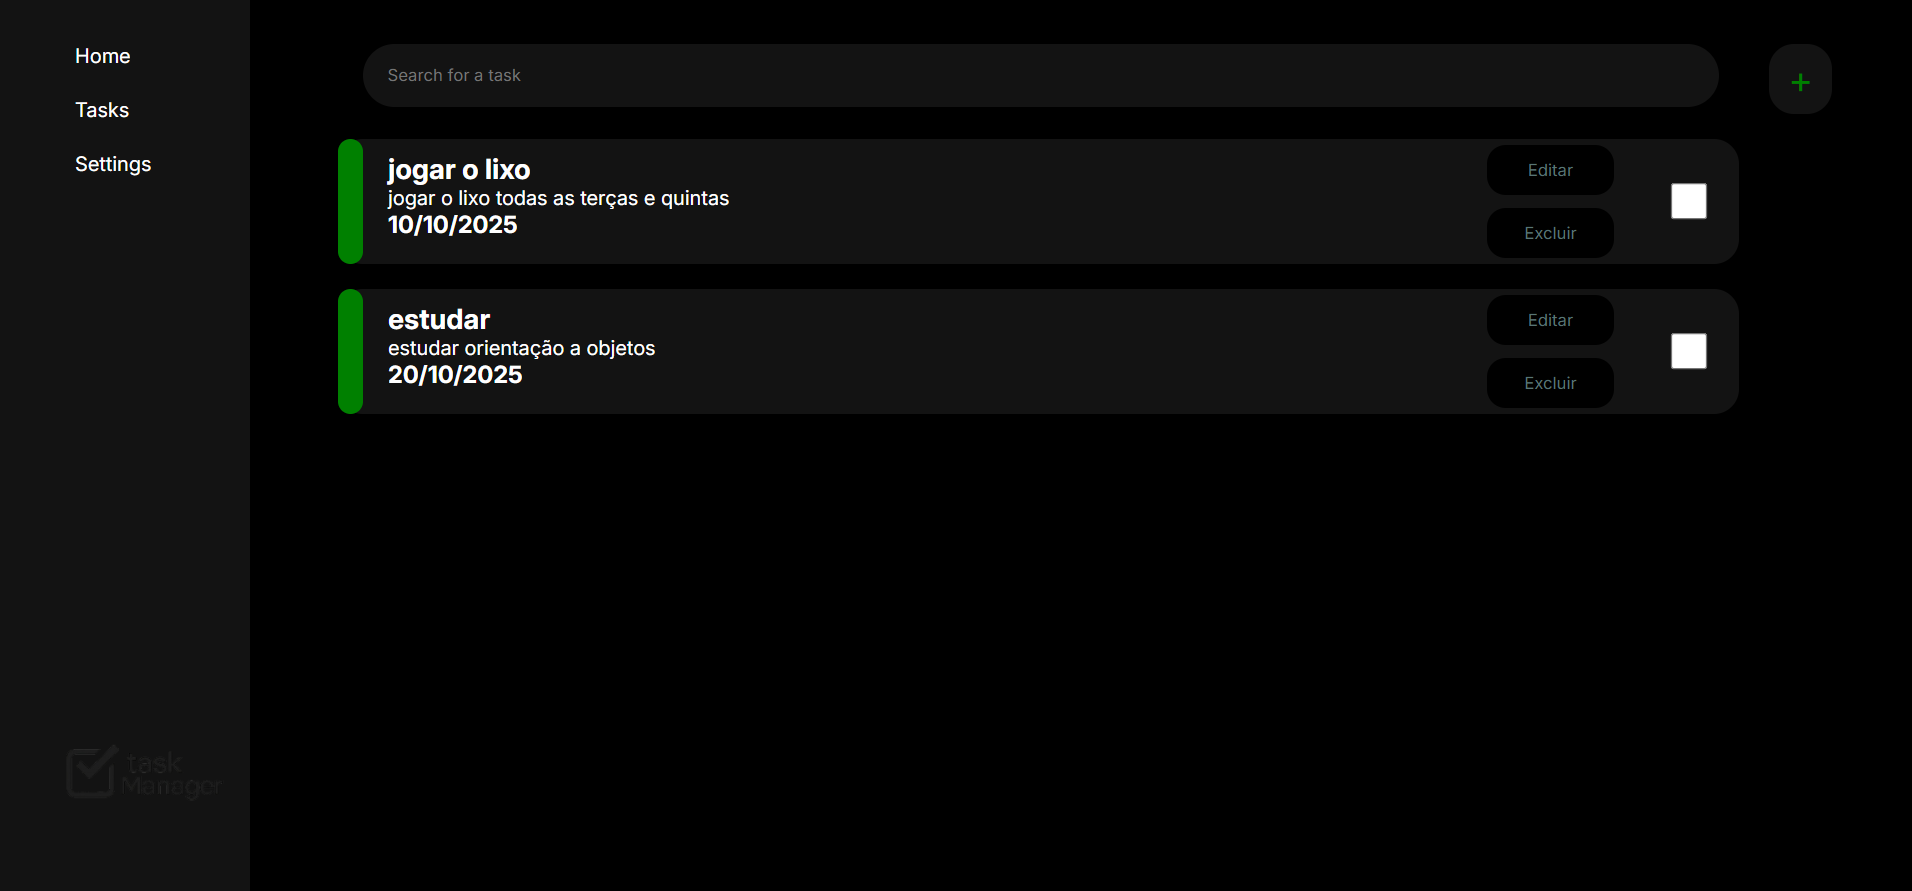 Home
Tasks
Settings
Search for a task
+
jogar o lixo
jogar o lixo todas as terças e quintas
10/10/2025
Editar
Excluir
estudar
estudar orientação a objetos
20/10/2025
Editar
Excluir
task
Manager